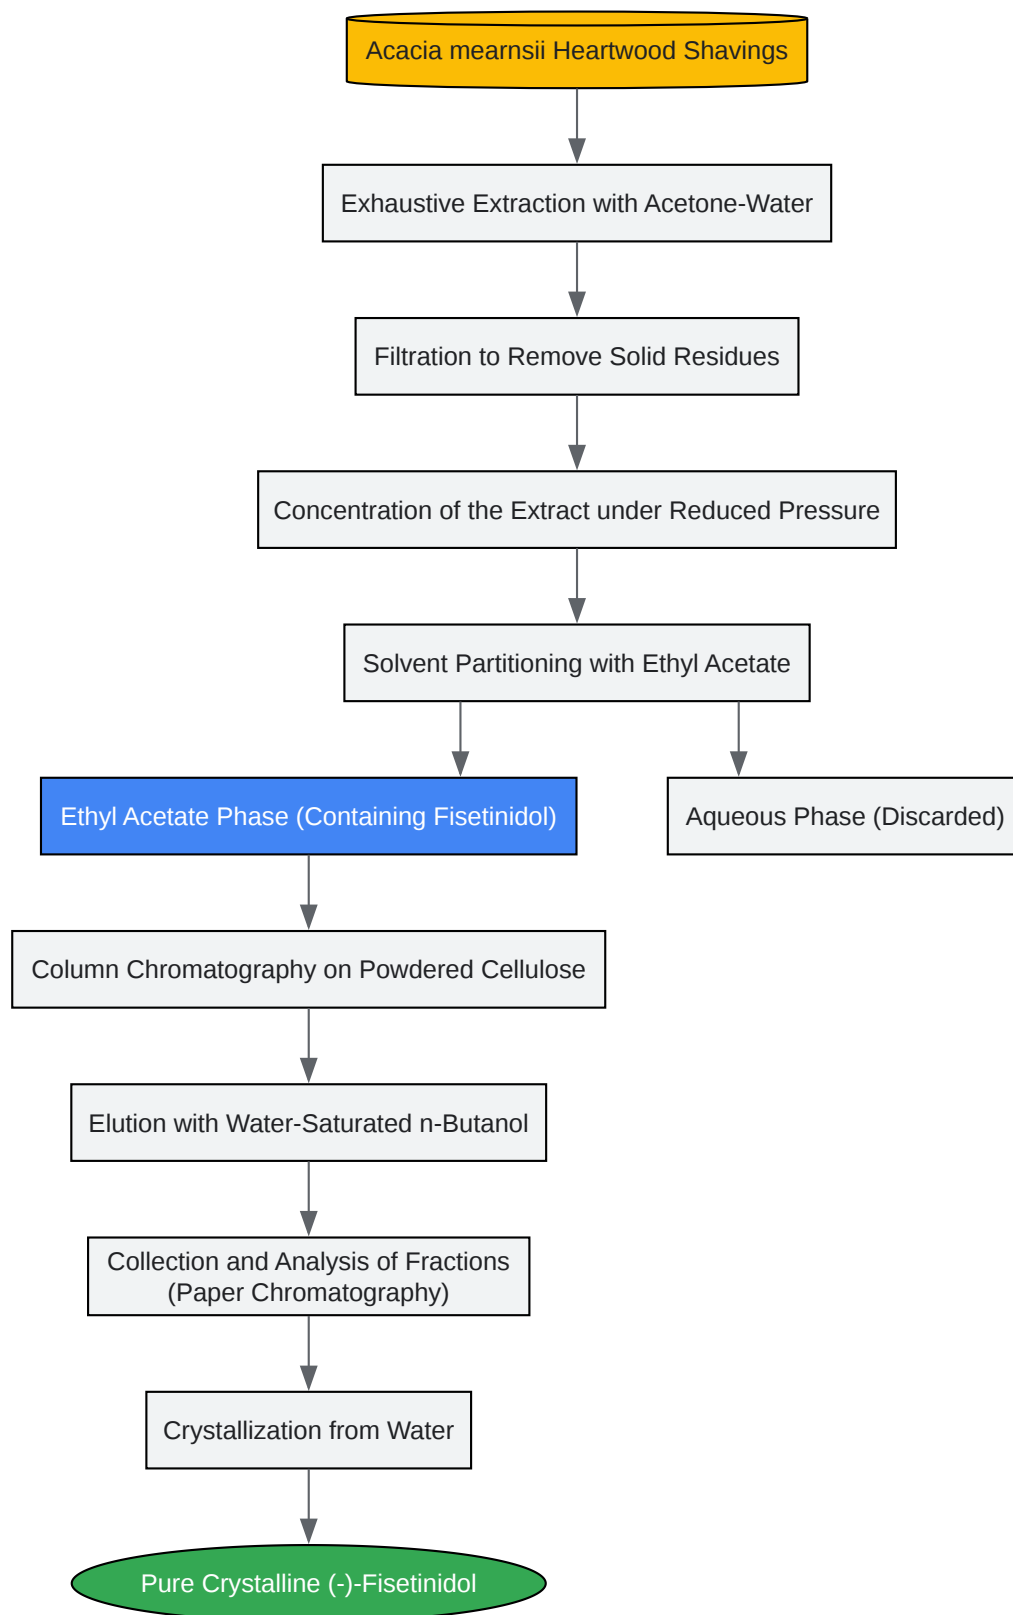 Acacia mearnsii Heartwood Shavings
Exhaustive Extraction with Acetone-Water
Filtration to Remove Solid Residues
Concentration of the Extract under Reduced Pressure
Solvent Partitioning with Ethyl Acetate
Ethyl Acetate Phase (Containing Fisetinidol)
Aqueous Phase (Discarded)
Column Chromatography on Powdered Cellulose
Elution with Water-Saturated n-Butanol
Collection and Analysis of Fractions
(Paper Chromatography)
Crystallization from Water
Pure Crystalline (-)-Fisetinidol